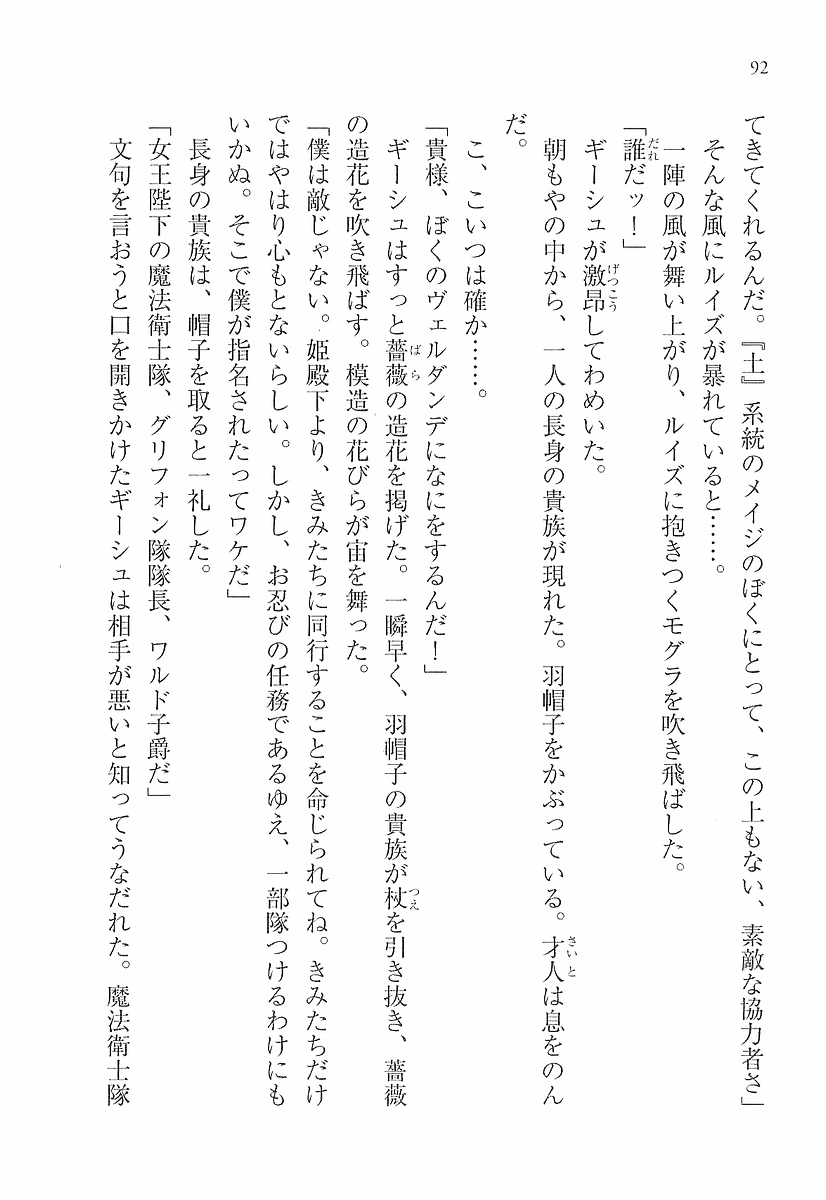 92
てきてくれるんだ。『土』系統のメイジのぼくにとって、この上もない、素敵な協力者さ」
そんな風にルイズが暴れていると……。
一陣の風が舞い上がり、ルイズに抱きつくモグラを吹き飛ばした。
「誰だッ！」
ギーシュが激昂してわめいた。
朝もやの中から、一人の長身の貴族が現れた。羽帽子をかぶっている。才人は息をのん
だ。
こ、こいつは確か……。
「貴様、ぼくのヴェルダンデになにをするんだ！」
ギーシュはすっと薔薇の造花を掲げた。一瞬早く、羽帽子の貴族が杖を引き抜き、薔薇
の造花を吹き飛ばす。模造の花びらが宙を舞った。
「僕は敵じゃない。姫殿下より、きみたちに同行することを命じられてね。きみたちだけ
ではやはり心もとないらしい。しかし、お忍びの任務であるゆえ、一部隊つけるわけにも
いかぬ。そこで僕が指名されたってワケだ」
長身の貴族は、帽子を取ると一礼した。
「女王陛下の魔法衛士隊、グリフォン隊隊長、ワルド子爵だ」
文句を言おうと口を開きかけたギーシュは相手が悪いと知ってうなだれた。魔法衛士隊